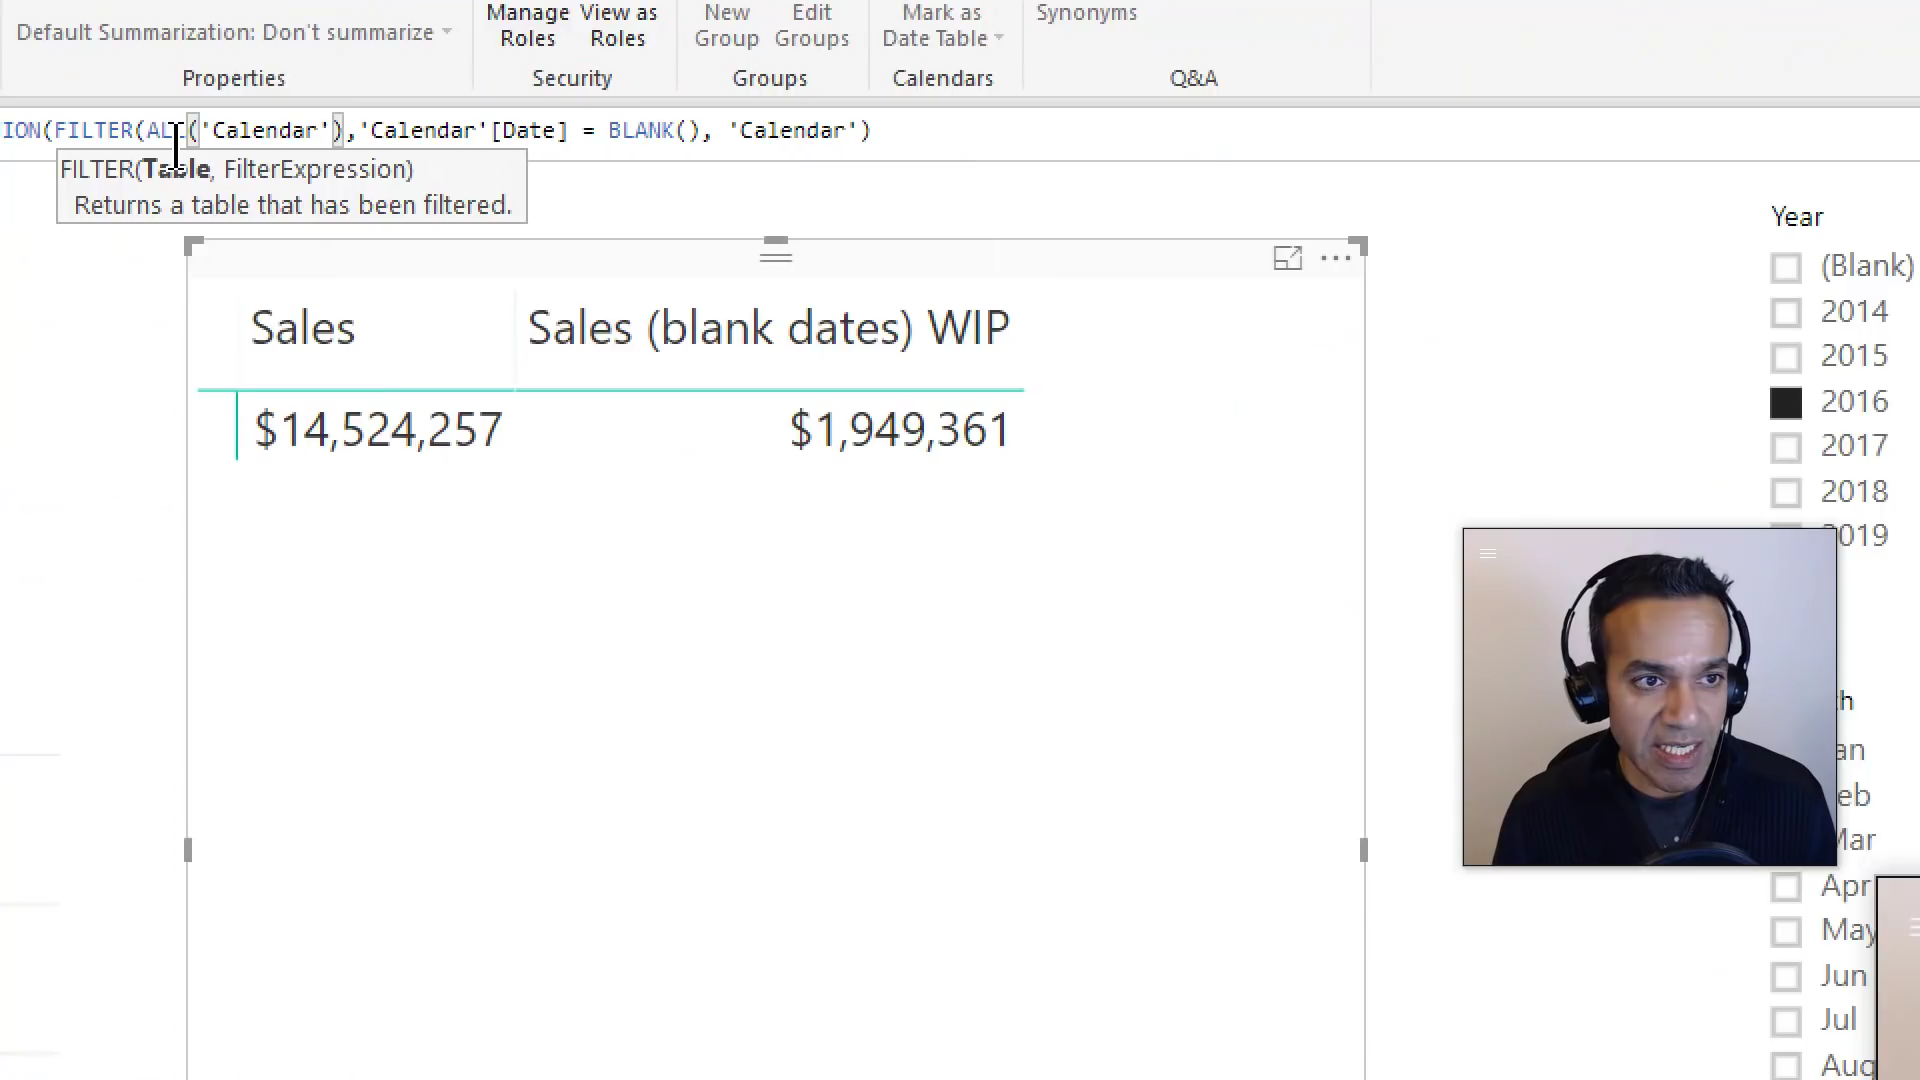 Manage Roles
View as Roles
New Group
Edit Groups
Mark as Date Table
Synonyms
Default Summarization: Don't summarize
Properties
Security
Groups
Calendars
Q&A
ION(FILTER(ALL('Calendar'),'Calendar'[Date] = BLANK(), 'Calendar')
FILTER(Table, FilterExpression)
Returns a table that has been filtered.
Sales
Sales (blank dates) WIP
$14,524,257
$1,949,361
Year
(Blank)
2014
2015
2016
2017
2018
2019
Mar
Apr
May
Jun
Jul
Aug